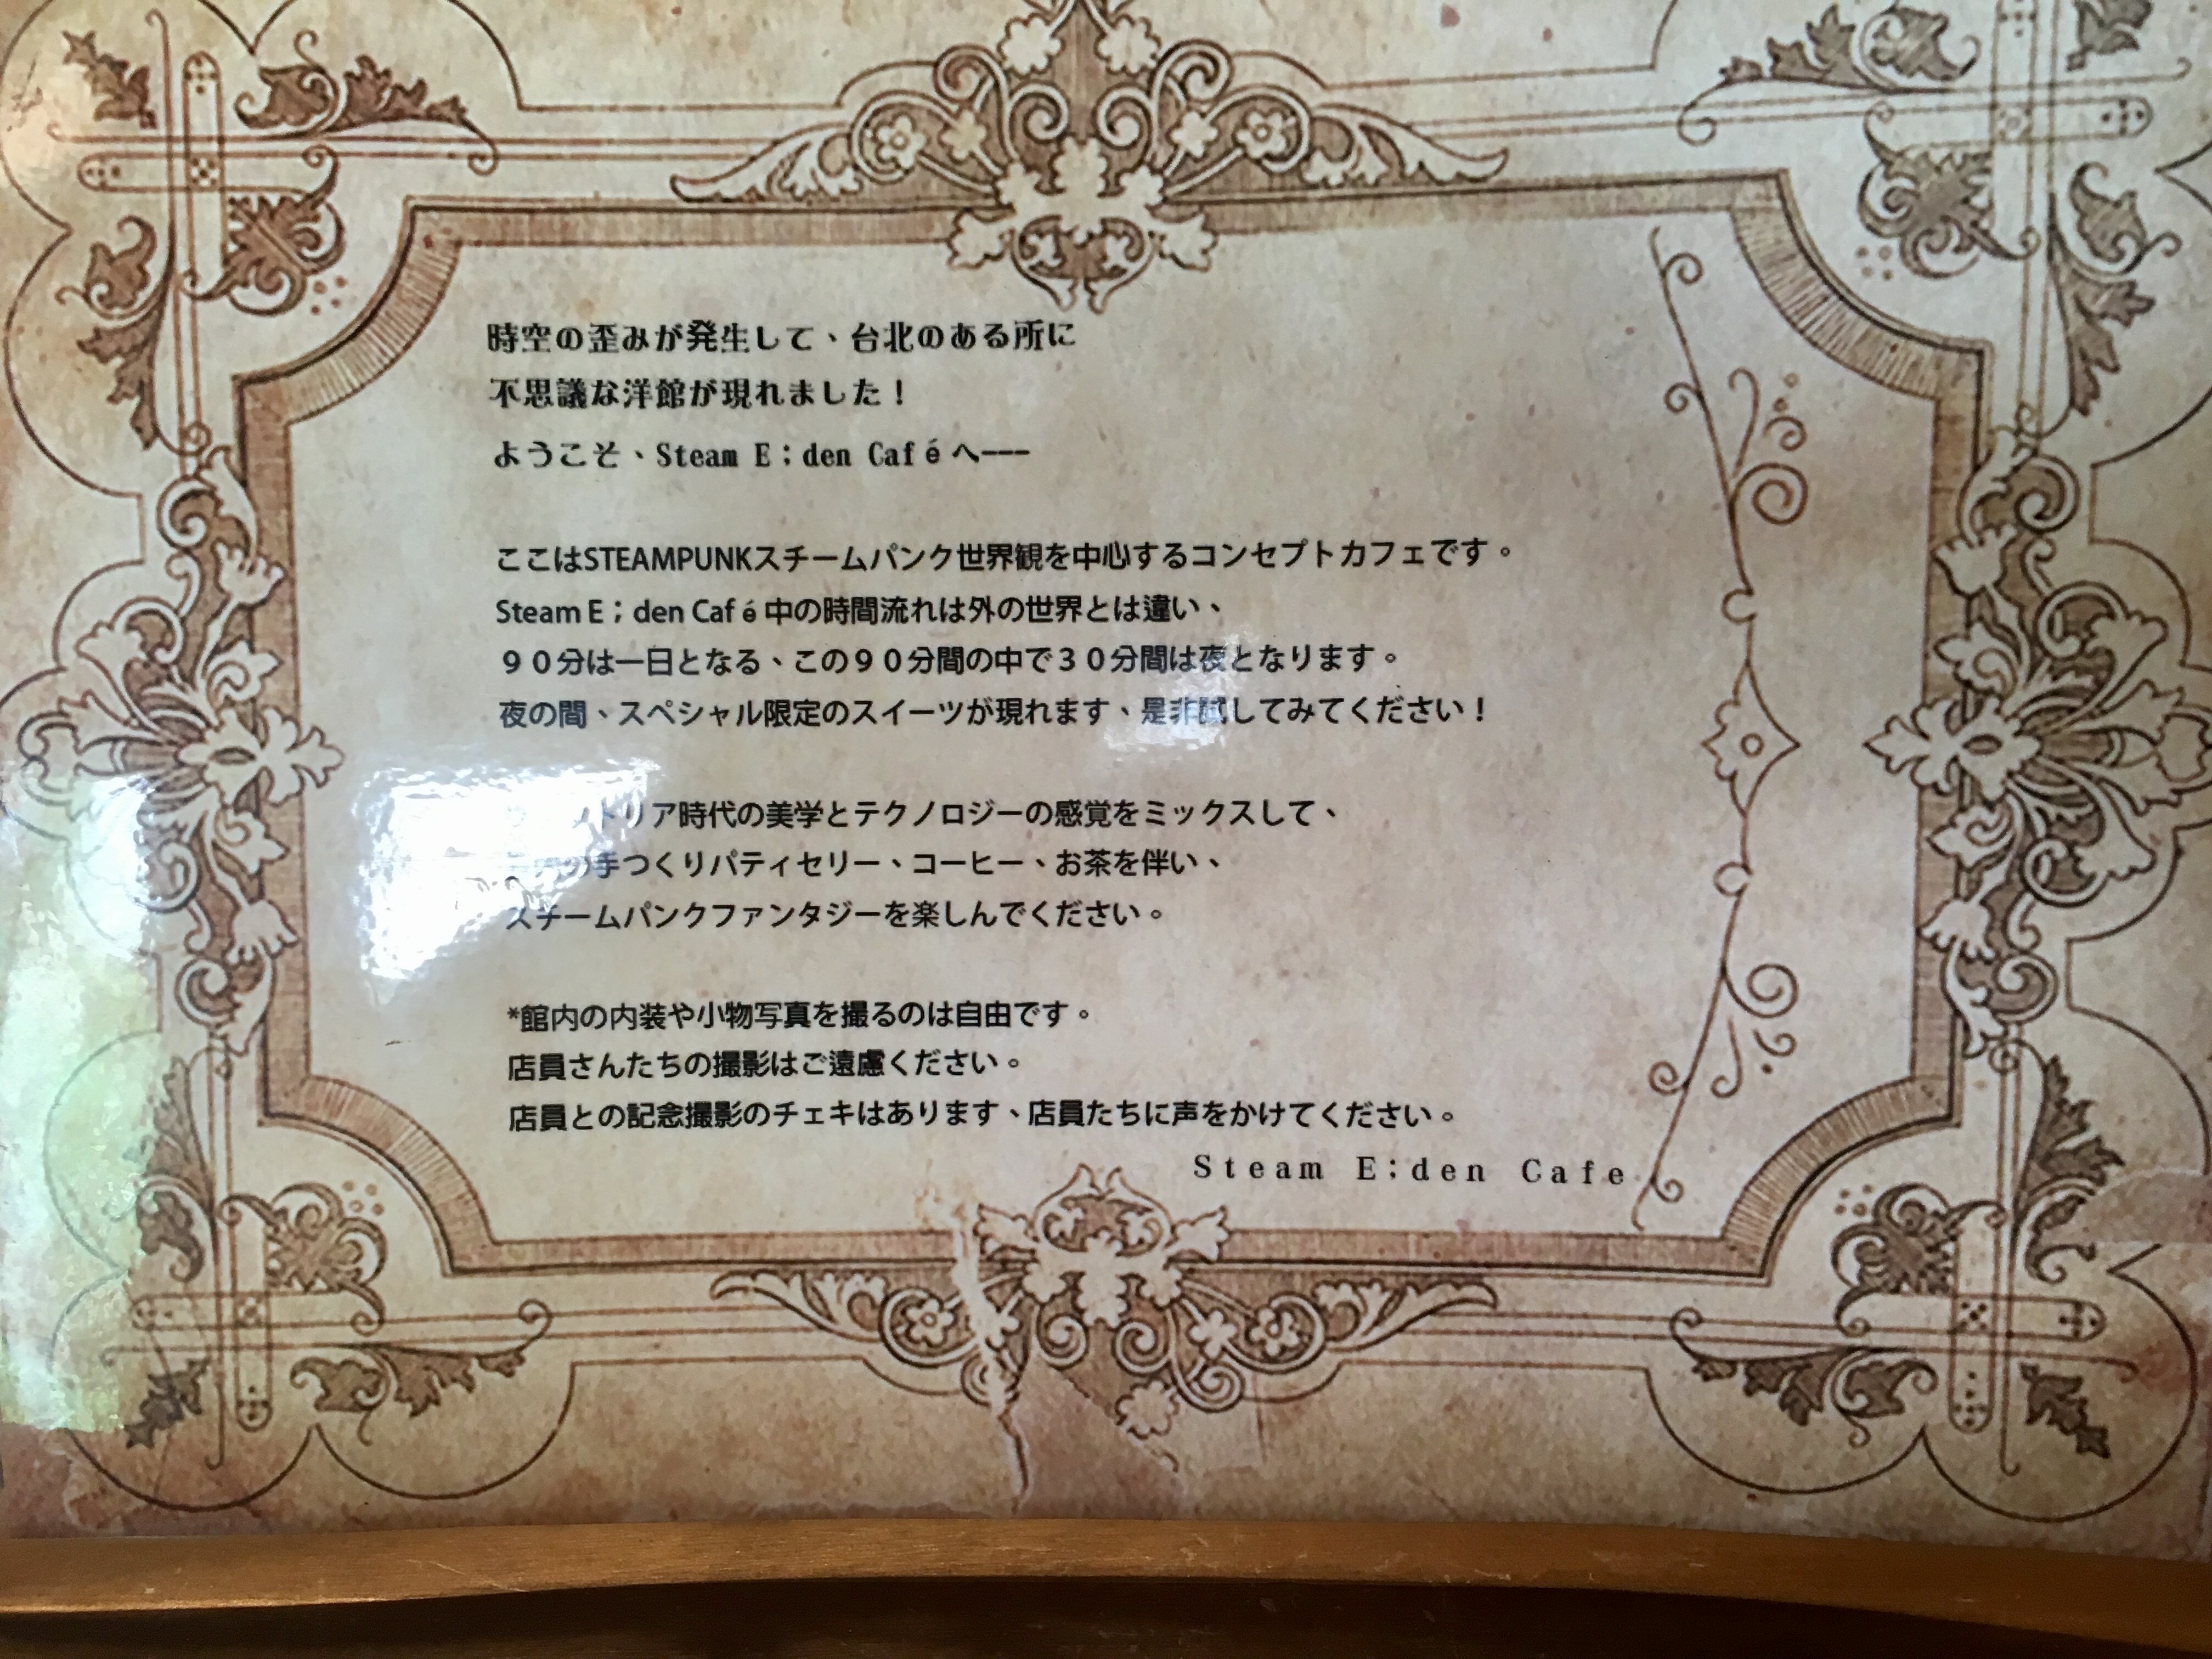 時空の歪みが発生して、台北のある所に
不思議な洋館が現れました！
ようこそ、Steam E；den Café へ---
ここはSTEAMPUNKスチームパンク世界観を中心するコンセプトカフェです。
Steam E；den Café 中の時間流れは外の世界とは違い、
９０分は一日となる、この９０分間の中で３０分間は夜となります。
夜の間、スペシャル限定のスイーツが現れます、是非試してみてください！
トリア時代の美学とテクノロジーの感覚をミックスして、
の手つくりパティセリー、コーヒー、お茶を伴い、
スチームパンクファンタジーを楽しんでください。
*館内の内装や小物写真を撮るのは自由です。
店員さんたちの撮影はご遠慮ください。
店員との記念撮影のチェキはあります、店員たちに声をかけてください。
Steam E;den Cafe